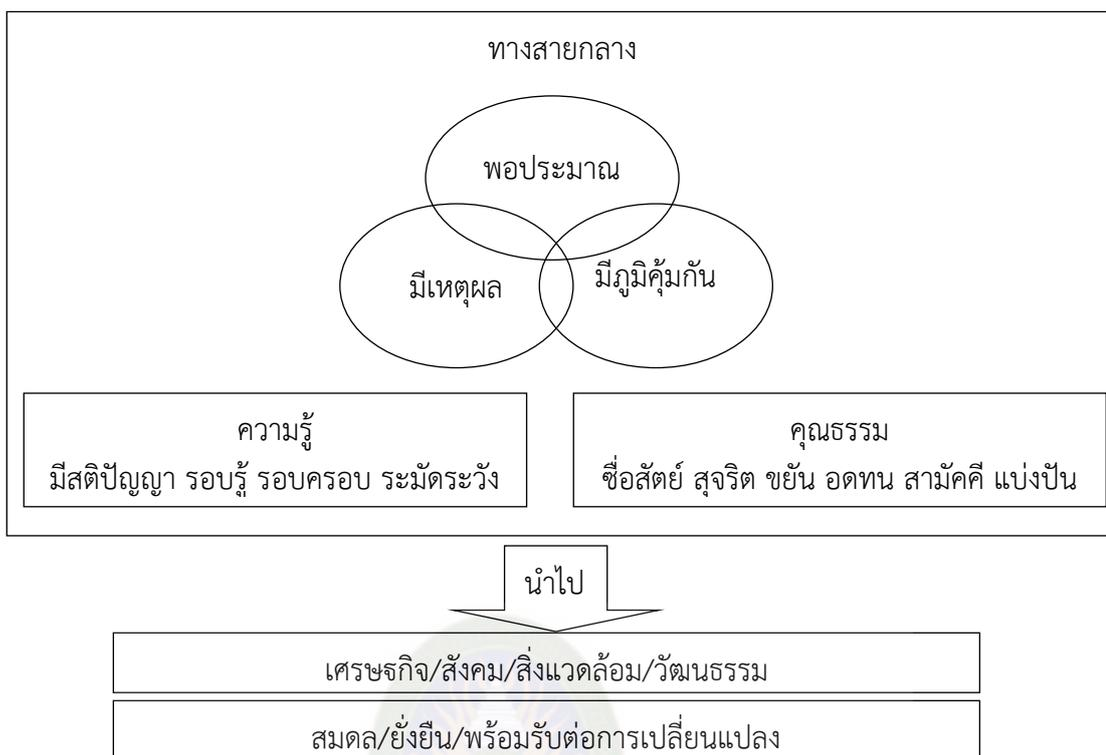 ทางสายกลาง
พอประมาณ
มีเหตุผล
มีภูมิคุ้มกัน
ความรู้
มีสติปัญญา รอบรู้ รอบครอบ ระมัดระวัง
คุณธรรม
ซื่อสัตย์ สุจริต ขยัน อดทน สามัคคี แบ่งปัน
นำไป
เศรษฐกิจ/สังคม/สิ่งแวดล้อม/วัฒนธรรม
สมดล/ยั่งยืน/พร้อมรับต่อการเปลี่ยนแปลง